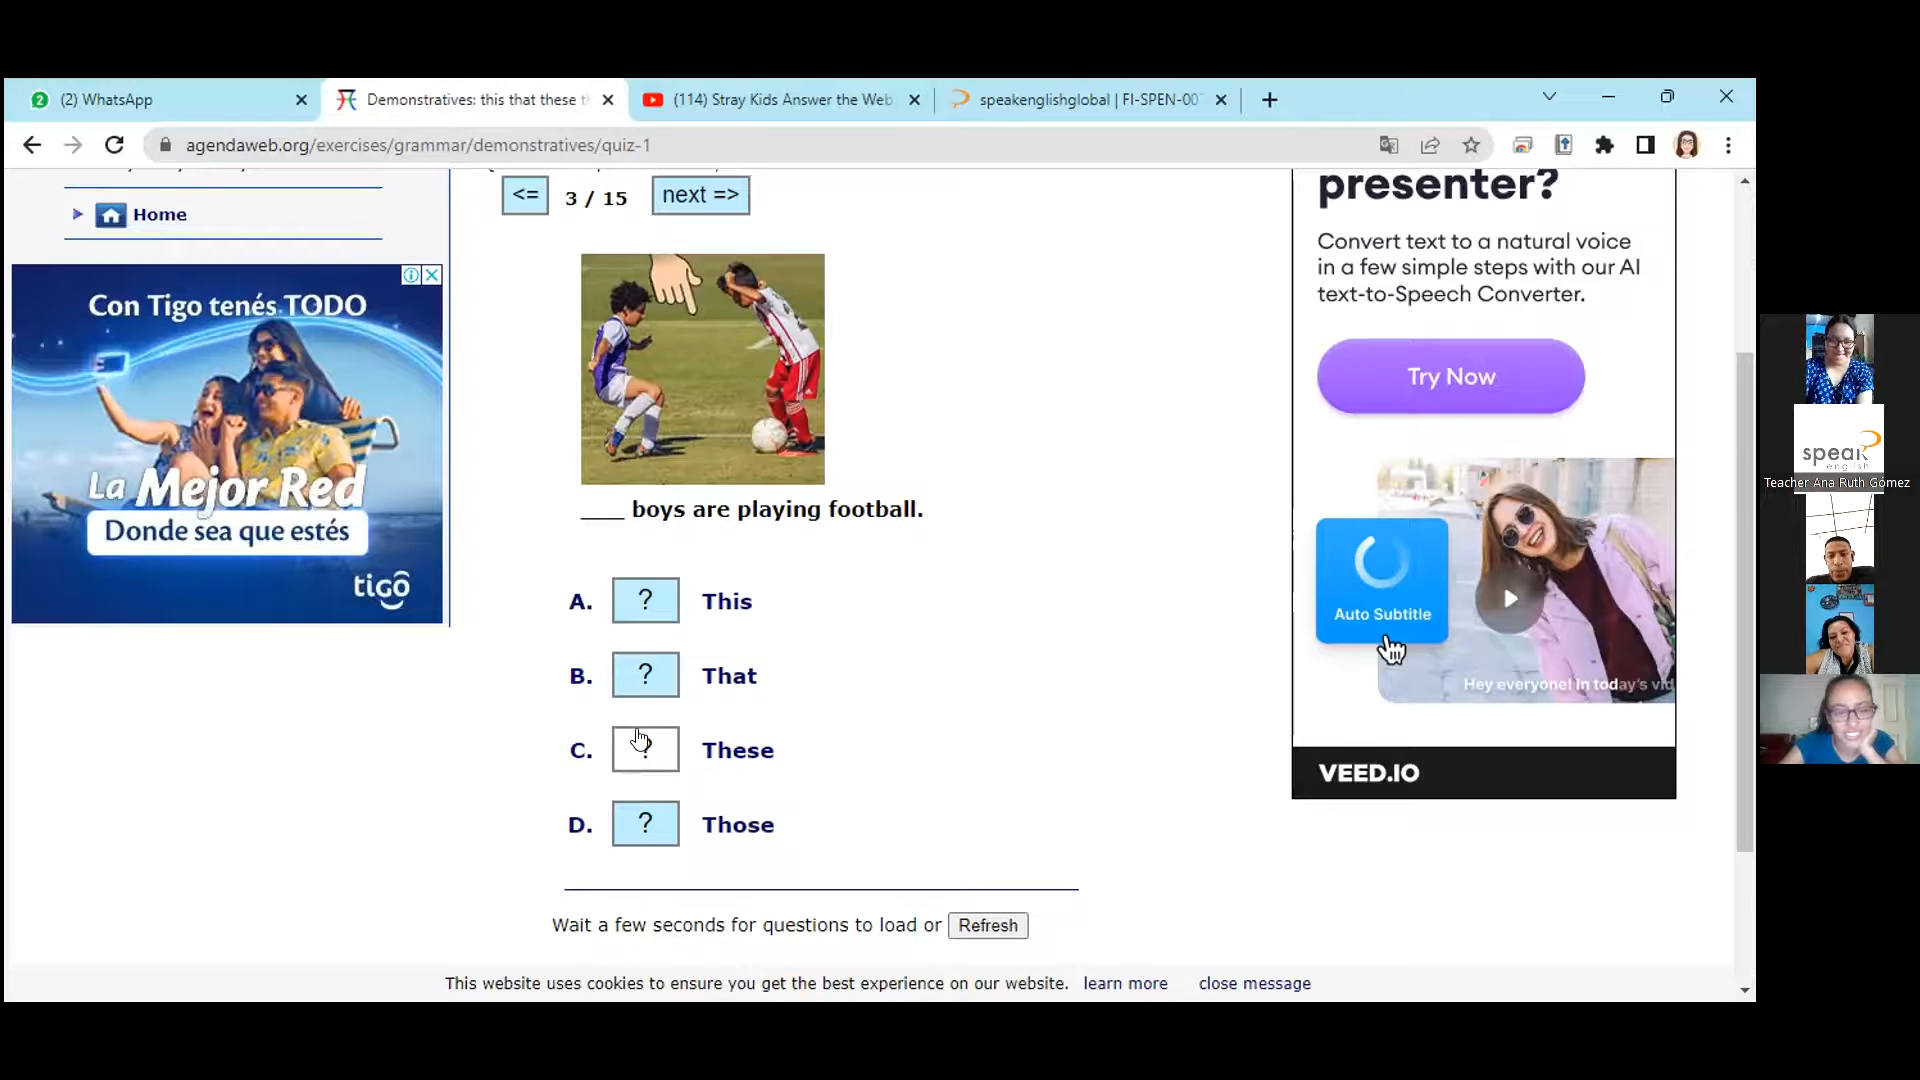 2
(2) WhatsApp
Demonstratives: this that these t
(114) Stray Kids Answer the Web
speakenglishglobal | FI-SPEN-00
agendaweb.org/exercises/grammar/demonstratives/quiz-1
Home
<=
3 / 15
next =>
Con Tigo tenés TODO
La Mejor Red
Donde sea que estés
tigo
____ boys are playing football.
A. ? This
B. ? That
C. ? These
D. ? Those
Wait a few seconds for questions to load or Refresh
This website uses cookies to ensure you get the best experience on our website. learn more close message
presenter?
Convert text to a natural voice
in a few simple steps with our AI
text-to-Speech Converter.
Try Now
Auto Subtitle
Hey everyone! In today's vid
VEED.IO
speak
english
Teacher Ana Ruth Gómez